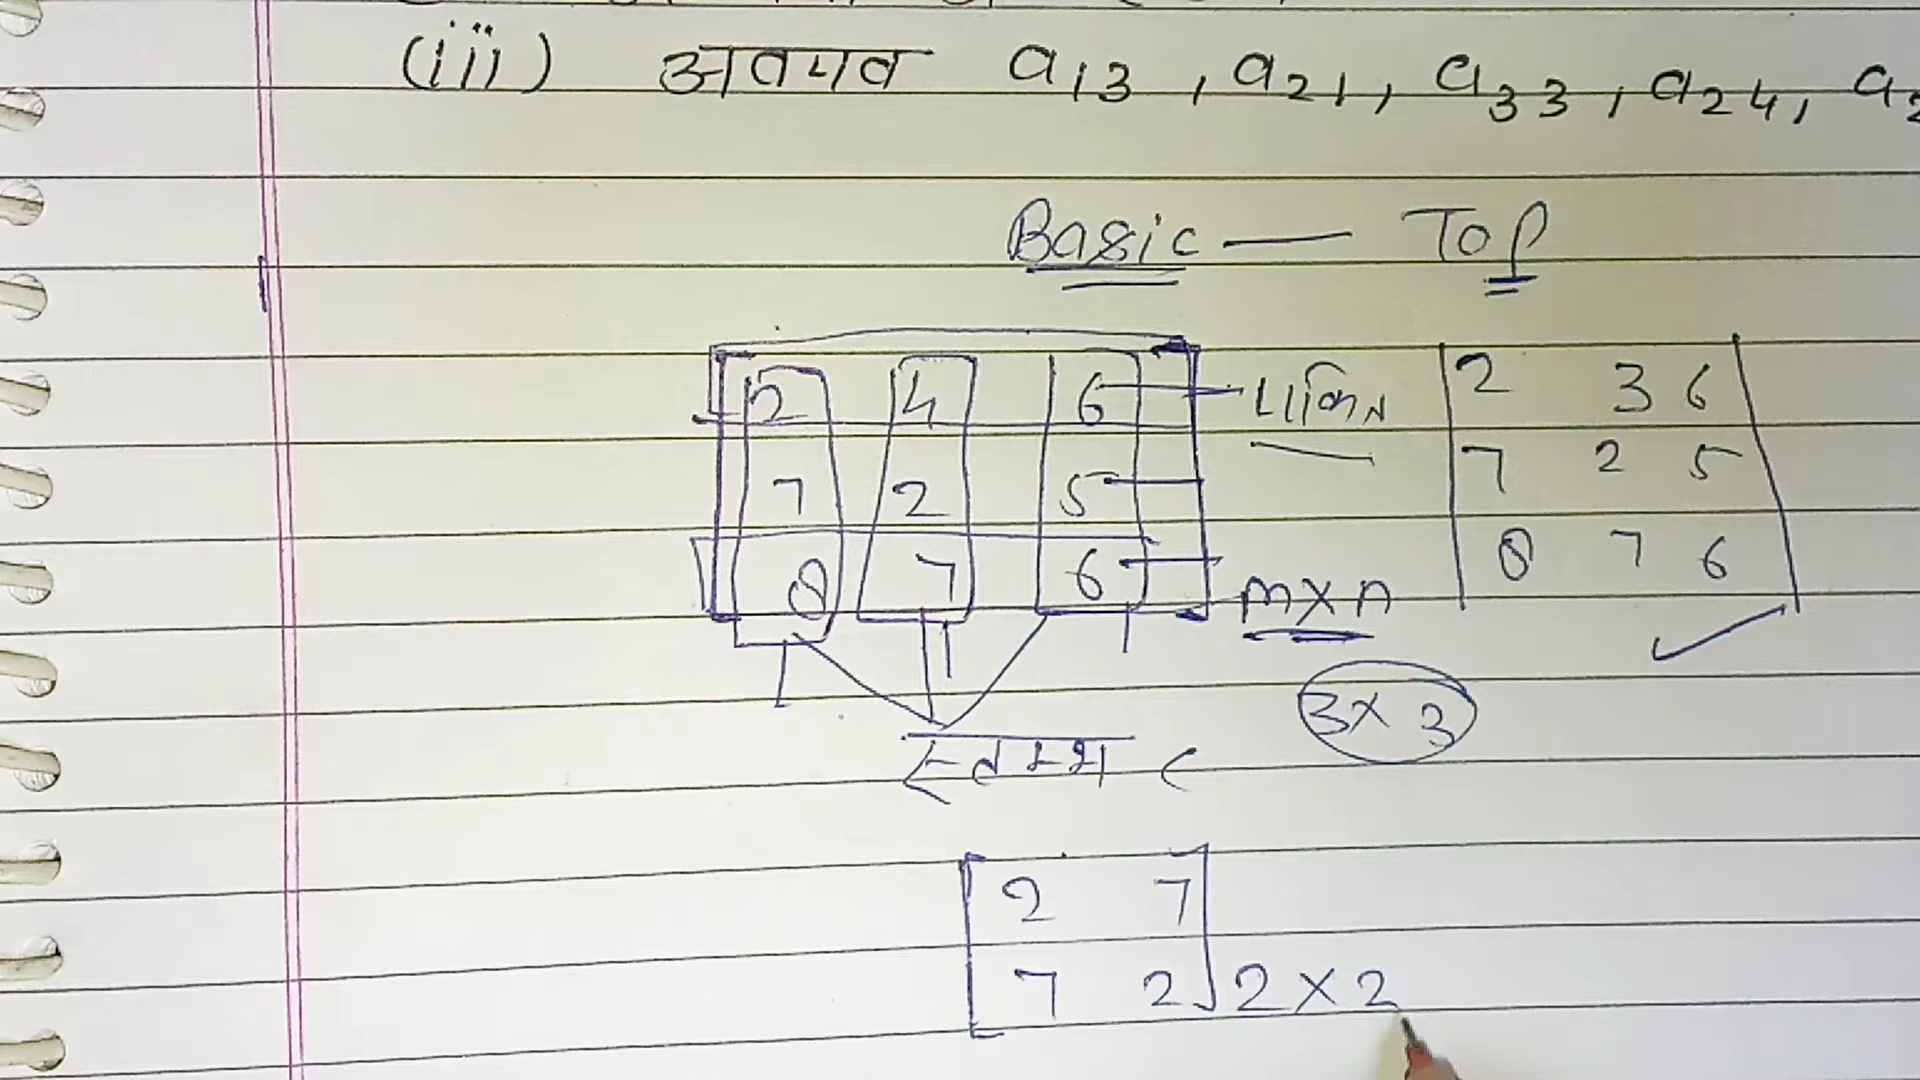 (iii) अवयव a13 , a21, a33, a24, a2
Basic — Top
2 4 6
7 2 5
8 7 6
m×n
3×3
2 3 6
7 2 5
8 7 6
2 7
7 2 2×2